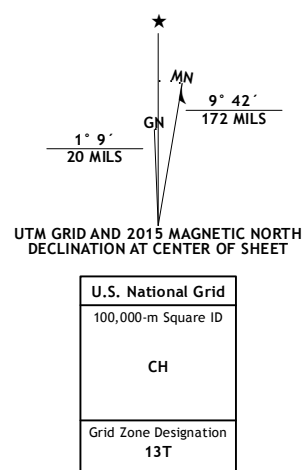 ★
MN
GN
9° 42´
172 MILS
1° 9´
20 MILS
UTM GRID AND 2015 MAGNETIC NORTH
DECLINATION AT CENTER OF SHEET
U.S. National Grid
100,000-m Square ID
CH
Grid Zone Designation
13T